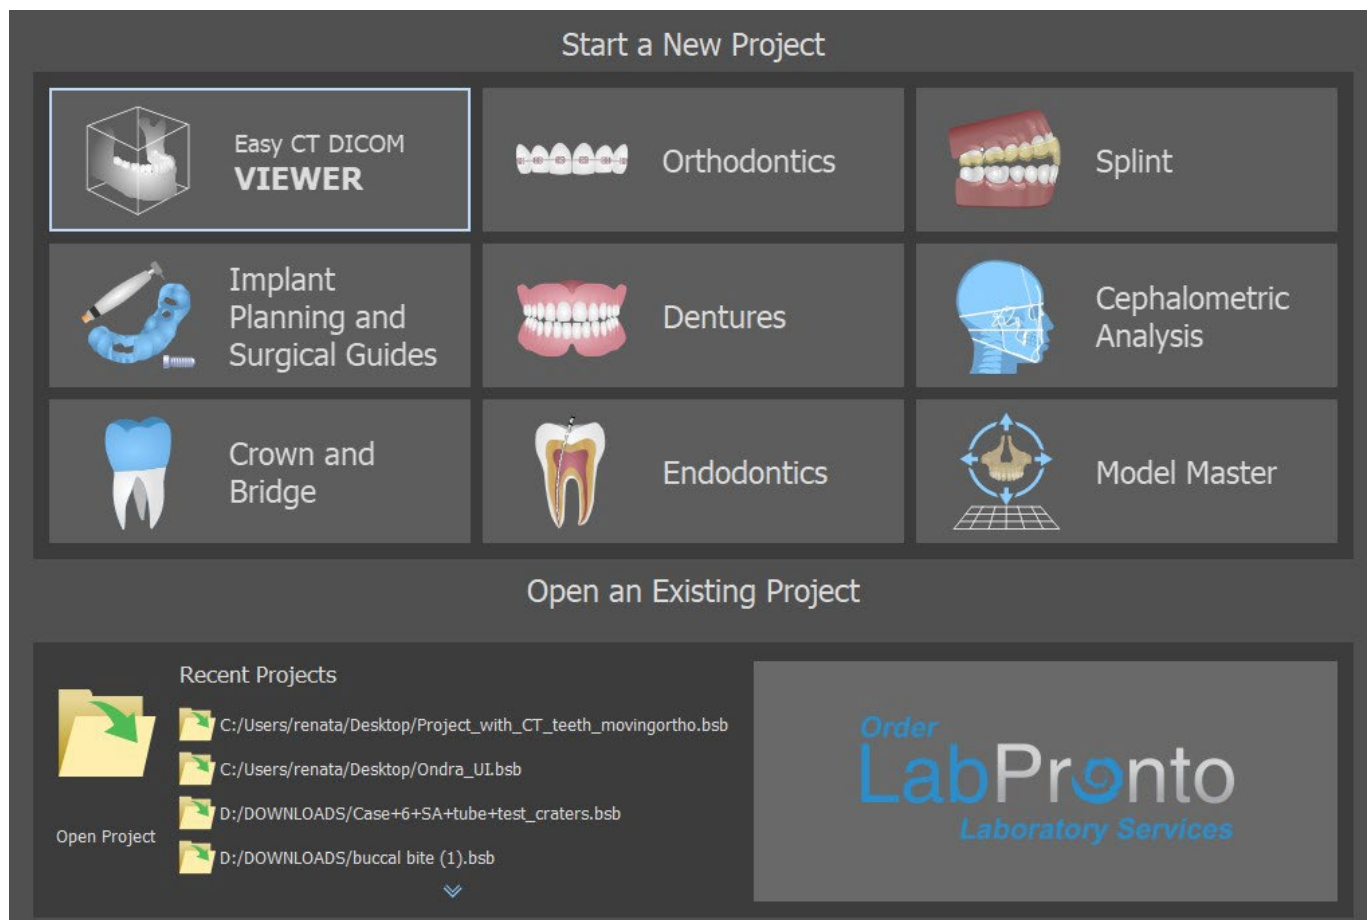 Start a New Project
Easy CT DICOM
VIEWER
Orthodontics
Splint
Implant
Planning and
Surgical Guides
Dentures
Cephalometric
Analysis
Crown and
Bridge
Endodontics
Model Master
Open an Existing Project
Recent Projects
C:/Users/renata/Desktop/Project_with_CT_teeth_movingortho.bsb
C:/Users/renata/Desktop/Ondra_UI.bsb
D:/DOWNLOADS/Case+6+SA+tube+test_craters.bsb
D:/DOWNLOADS/buccal bite (1).bsb
Open Project
Order
LabPronto
Laboratory Services